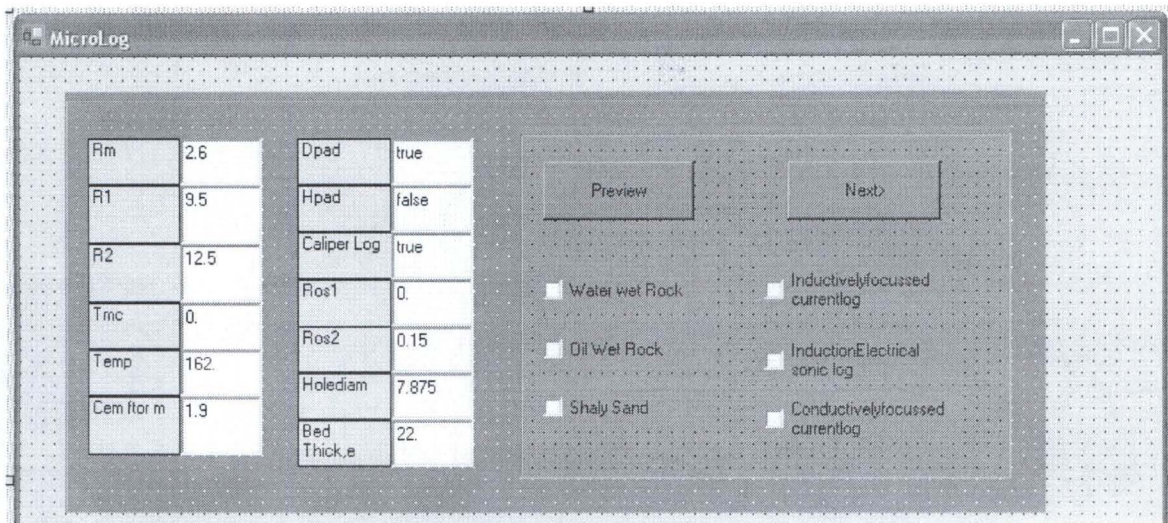 MicroLog
Rm 2.6
R1 9.5
R2 12.5
Tmc 0.
Temp 162.
Cem ftor m 1.9
Dpad true
Hpad false
Caliper Log true
Ros1 0.
Ros2 0.15
Holediam 7.875
Bed
Thick,e 22.
Preview
Next>
Water wet Rock
Oil Wet Rock
Shaly Sand
Inductivelyfocussed
currentlog
InductionElectrical
sonic log
Conductivelyfocussed
currentlog